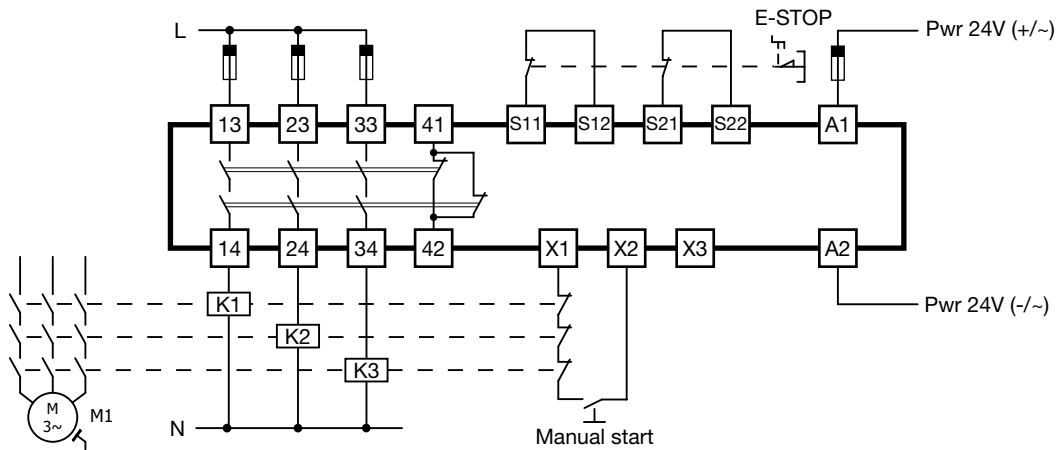 E-STOP
L
Pwr 24V (+/~)
13 23 33 41 S11 S12 S21 S22 A1
14 24 34 42 X1 X2 X3 A2
K1
Pwr 24V (-/~)
K2
K3
M
3~
M1
N
Manual start